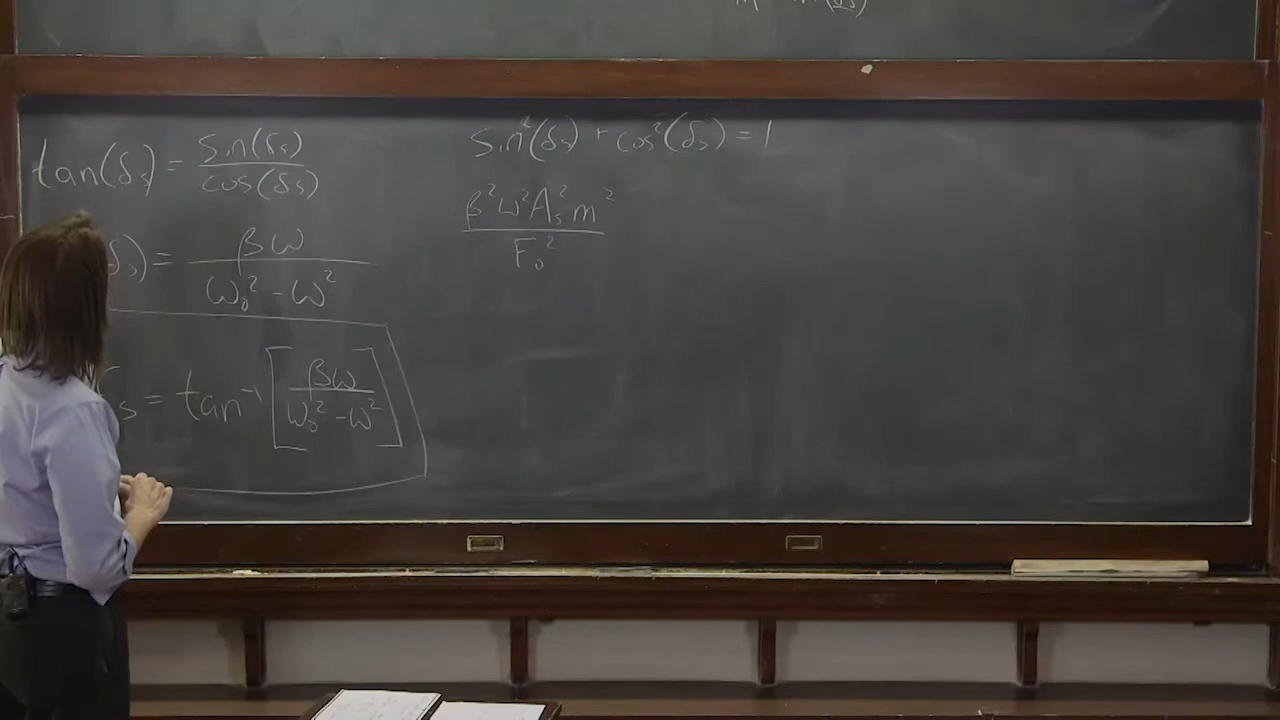 tan(δₛ) = sin(δₛ) / cos(δₛ)
δₛ) = βω / (ω₀² - ω²)
ₛ = tan⁻¹ [βω / (ω₀² - ω²)]
sin²(δₛ) + cos²(δₛ) = 1
β²ω²Aₛ²m² / F₀²